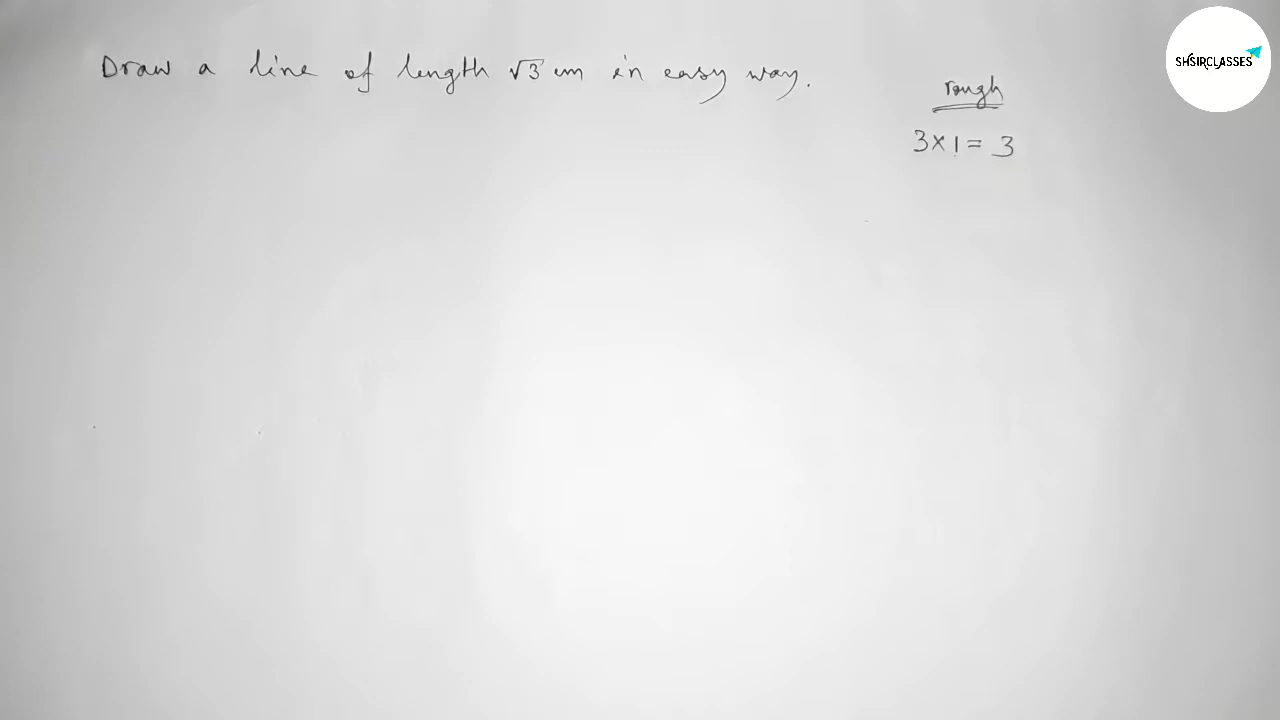 Draw a line of length √3 cm in easy way.
rough
3×1= 3
SHSIRCLASSES